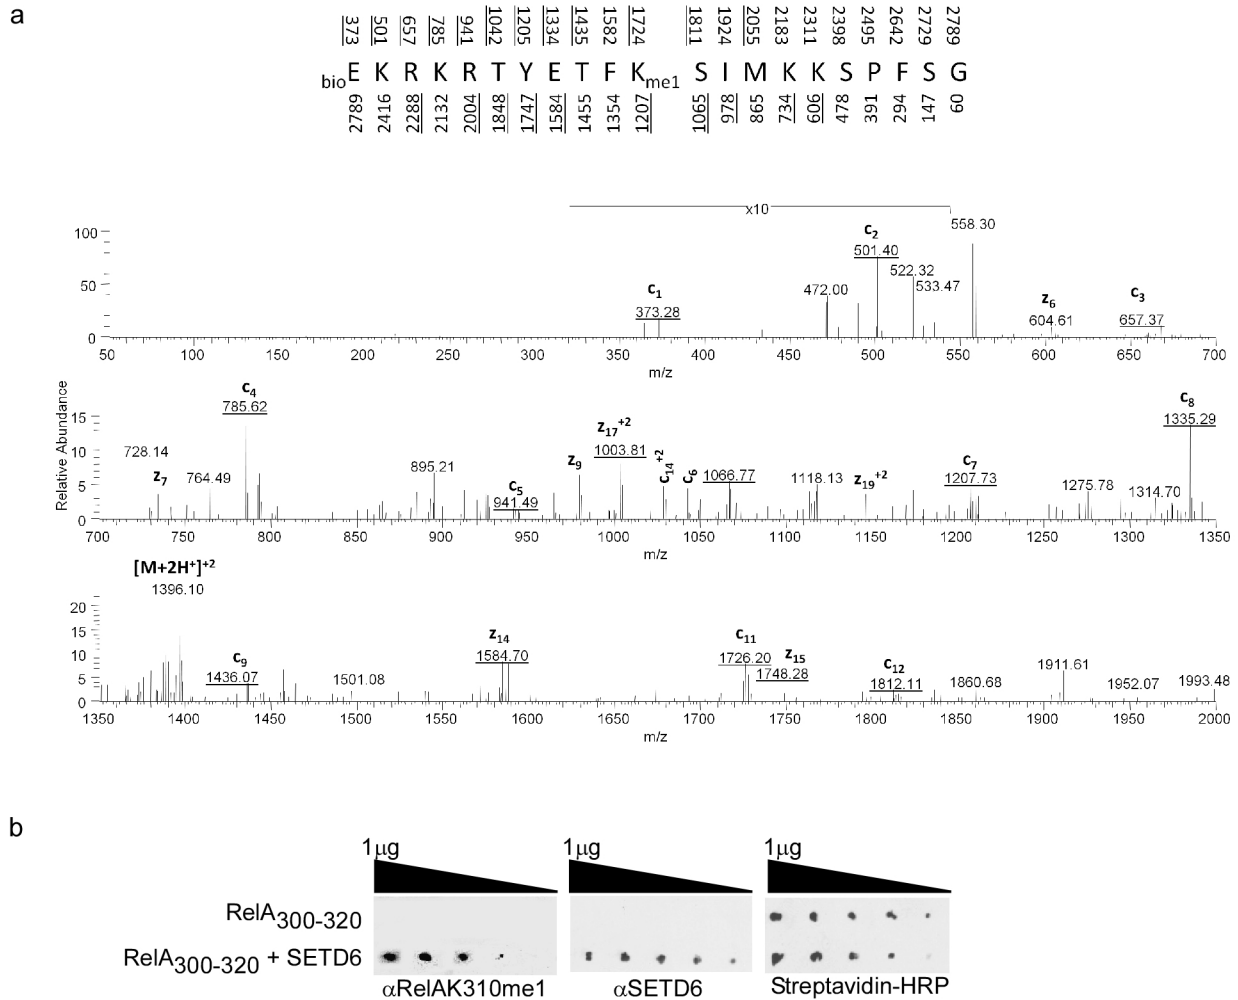 a
373 501 657 785 941 1042 1205 1334 1435 1582 1724 1811 1924 2055 2183 2311 2398 2495 2642 2729 2789
bioE K R K R T Y E T F Kme1 S I M K K S P F S G
2789 2416 2288 2132 2004 1848 1747 1584 1455 1354 1207 1065 978 865 734 606 478 391 294 147 60
x10
558.30
c2
501.40
522.32
533.47
472.00
c1
373.28
z6
604.61
c3
657.37
100
50
0
50 100 150 200 250 300 350 400 450 500 550 600 650 700
m/z
Relative Abundance
c4
785.62
728.14
z7
764.49
895.21
c5
941.49
z9
z17+2
1003.81
c14+2
c6
1066.77
1118.13
z19+2
c7
1207.73
1275.78
1314.70
c8
1335.29
15
10
5
0
700 750 800 850 900 950 1000 1050 1100 1150 1200 1250 1300 1350
m/z
[M+2H+]+2
1396.10
c9
1436.07
1501.08
z14
1584.70
c11
1726.20
z15
1748.28
c12
1812.11
1860.68
1911.61
1952.07
1993.48
20
15
10
5
0
1350 1400 1450 1500 1550 1600 1650 1700 1750 1800 1850 1900 1950 2000
m/z
b
1μg 1μg 1μg
RelA300-320
RelA300-320 + SETD6
αRelAK310me1 αSETD6 Streptavidin-HRP